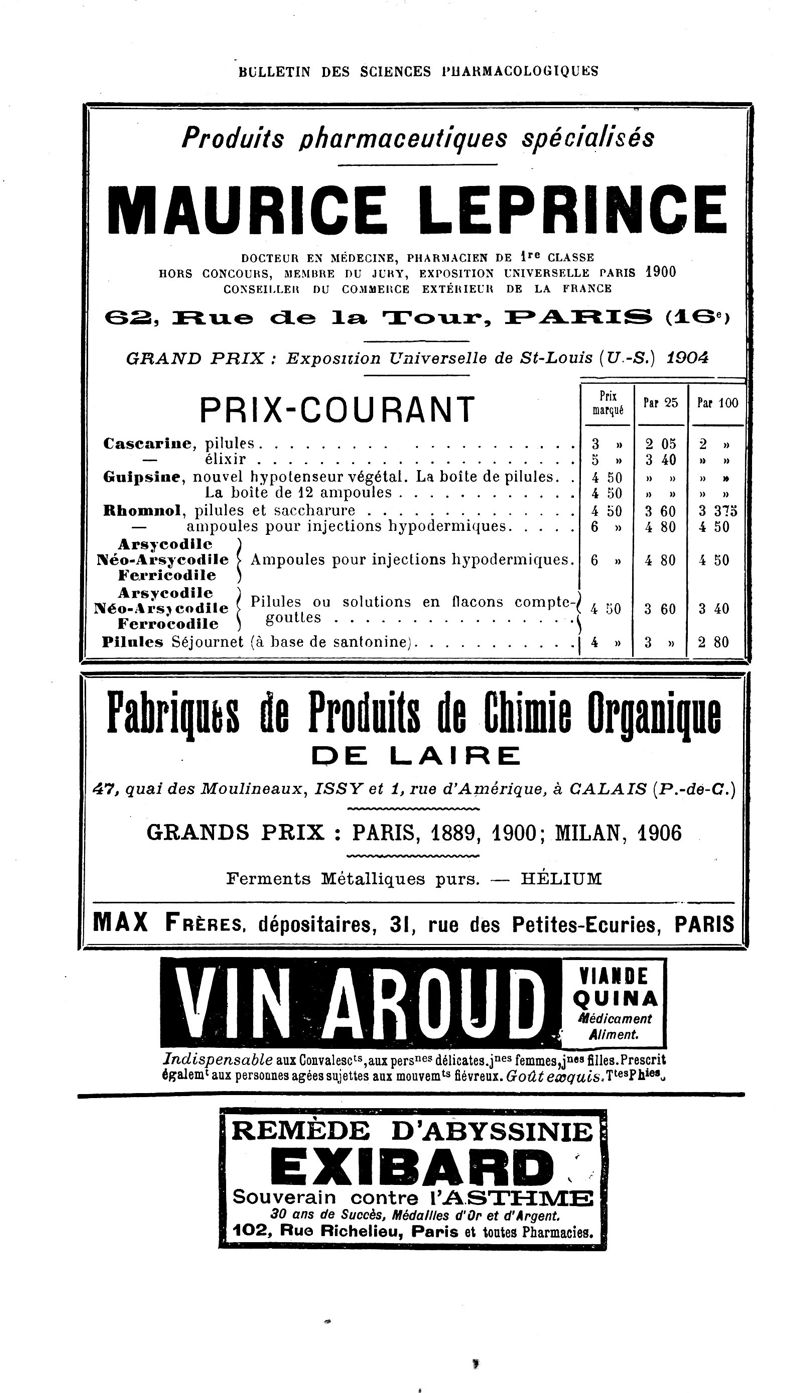 BULLETIN DES SCIENCES PHARMACOLOGIQUES
Produits pharmaceutiques spécialisés
MAURICE LEPRINCE
DOCTEUR EN MÉDECINE, PHARMACIEN DE 1re CLASSE
HORS CONCOURS, MEMBRE DU JURY, EXPOSITION UNIVERSELLE PARIS 1900
CONSEILLER DU COMMERCE EXTÉRIEUR DE LA FRANCE
62, Rue de la Tour, PARIS (16e)
GRAND PRIX : Exposition Universelle de St-Louis (U.-S.) 1904
PRIX-COURANT
Prix marqué Par 25 Par 100
Cascarine, pilules. . . . . . . . . . . . . . . . . . . . 3 » 2 05 2 »
— élixir . . . . . . . . . . . . . . . . . . . . 5 » 3 40 » »
Guipsine, nouvel hypotenseur végétal. La boîte de pilules. . 4 50 » » » »
La boîte de 12 ampoules . . . . . . . . . . . 4 50 » » » »
Rhomnol, pilules et saccharure . . . . . . . . . . . . . 4 50 3 60 3 375
— ampoules pour injections hypodermiques. . . . . 6 » 4 80 4 50
Arsycodile
Néo-Arsycodile } Ampoules pour injections hypodermiques. 6 » 4 80 4 50
Ferricodile
Arsycodile
Néo-Arsycodile { Pilules ou solutions en flacons compte-gouttes . . . . . . . . . . . . . . . . 4 50 3 60 3 40
Ferrocodile
Pilules Séjournet (à base de santonine). . . . . . . . . . . 4 » 3 » 2 80
Fabriques de Produits de Chimie Organique
DE LAIRE
47, quai des Moulineaux, ISSY et 1, rue d'Amérique, à CALAIS (P.-de-C.)
GRANDS PRIX : PARIS, 1889, 1900; MILAN, 1906
Ferments Métalliques purs. — HÉLIUM
MAX FRÈRES, dépositaires, 31, rue des Petites-Ecuries, PARIS
VIN AROUD
VIANDE
QUINA
Médicament
Aliment.
Indispensable aux Convalescts, aux persnes délicates. jnes femmes, jnes filles. Prescrit
égalemt aux personnes agées sujettes aux mouvemts fiévreux. Goût exquis. Ttes Phies.
REMÈDE D'ABYSSINIE
EXIBARD
Souverain contre l'ASTHME
30 ans de Succès, Médailles d'Or et d'Argent.
102, Rue Richelieu, Paris et toutes Pharmacies.